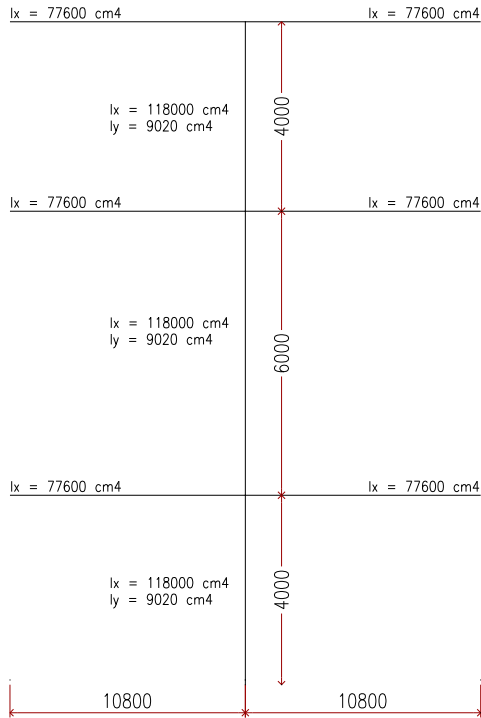 Ix = 77600 cm4
Ix = 77600 cm4
Ix = 118000 cm4
Iy = 9020 cm4
4000
Ix = 77600 cm4
Ix = 77600 cm4
Ix = 118000 cm4
Iy = 9020 cm4
6000
Ix = 77600 cm4
Ix = 77600 cm4
Ix = 118000 cm4
Iy = 9020 cm4
4000
10800
10800